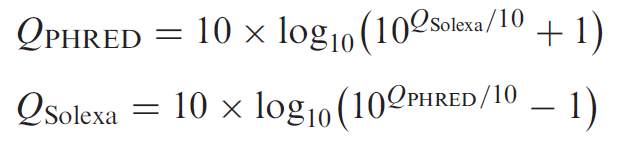 Q_PHRED = 10 × log₁₀(10^(Q_Solexa/10) + 1)
Q_Solexa = 10 × log₁₀(10^(Q_PHRED/10) − 1)